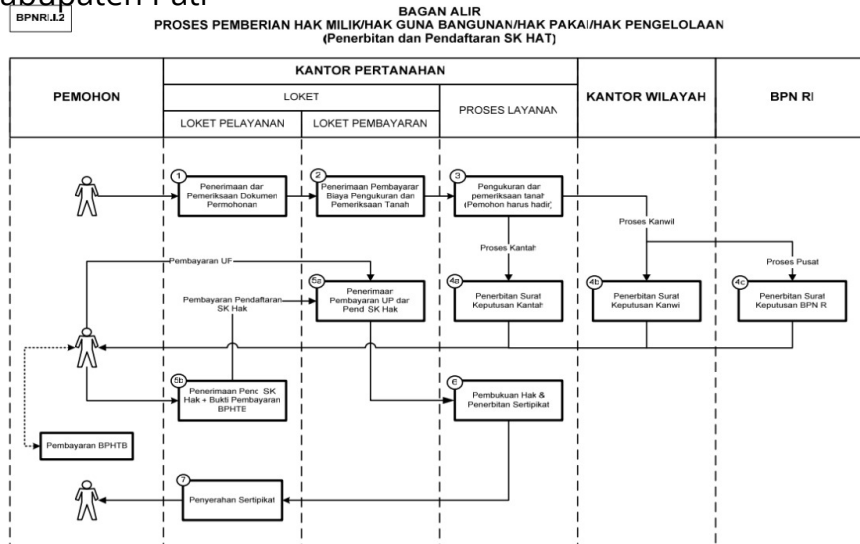 Kabupaten Pati
BPNRI.I.2
BAGAN ALIR
PROSES PEMBERIAN HAK MILIK/HAK GUNA BANGUNAN/HAK PAKAI/HAK PENGELOLAAN
(Penerbitan dan Pendaftaran SK HAT)
PEMOHON
KANTOR PERTANAHAN
KANTOR WILAYAH
BPN RI
LOKET
PROSES LAYANAN
LOKET PELAYANAN
LOKET PEMBAYARAN
1
Penerimaan dan
Pemeriksaan Dokumen
Permohonan
2
Penerimaan Pembayaran
Biaya Pengukuran dan
Pemeriksaan Tanah
3
Pengukuran dan
pemeriksaan tanah
(Pemohon harus hadir)
Proses Kanwil
Proses Kantah
Proses Pusat
Pembayaran UP
Pembayaran Pendaftaran
SK Hak
5a
Penerimaan
Pembayaran UP dan
Pend SK Hak
4a
Penerbitan Surat
Keputusan Kantah
4b
Penerbitan Surat
Keputusan Kanwil
4c
Penerbitan Surat
Keputusan BPN RI
5b
Penerimaan Pend SK
Hak + Bukti Pembayaran
BPHTB
6
Pembukuan Hak &
Penerbitan Sertipikat
Pembayaran BPHTB
7
Penyerahan Sertipikat